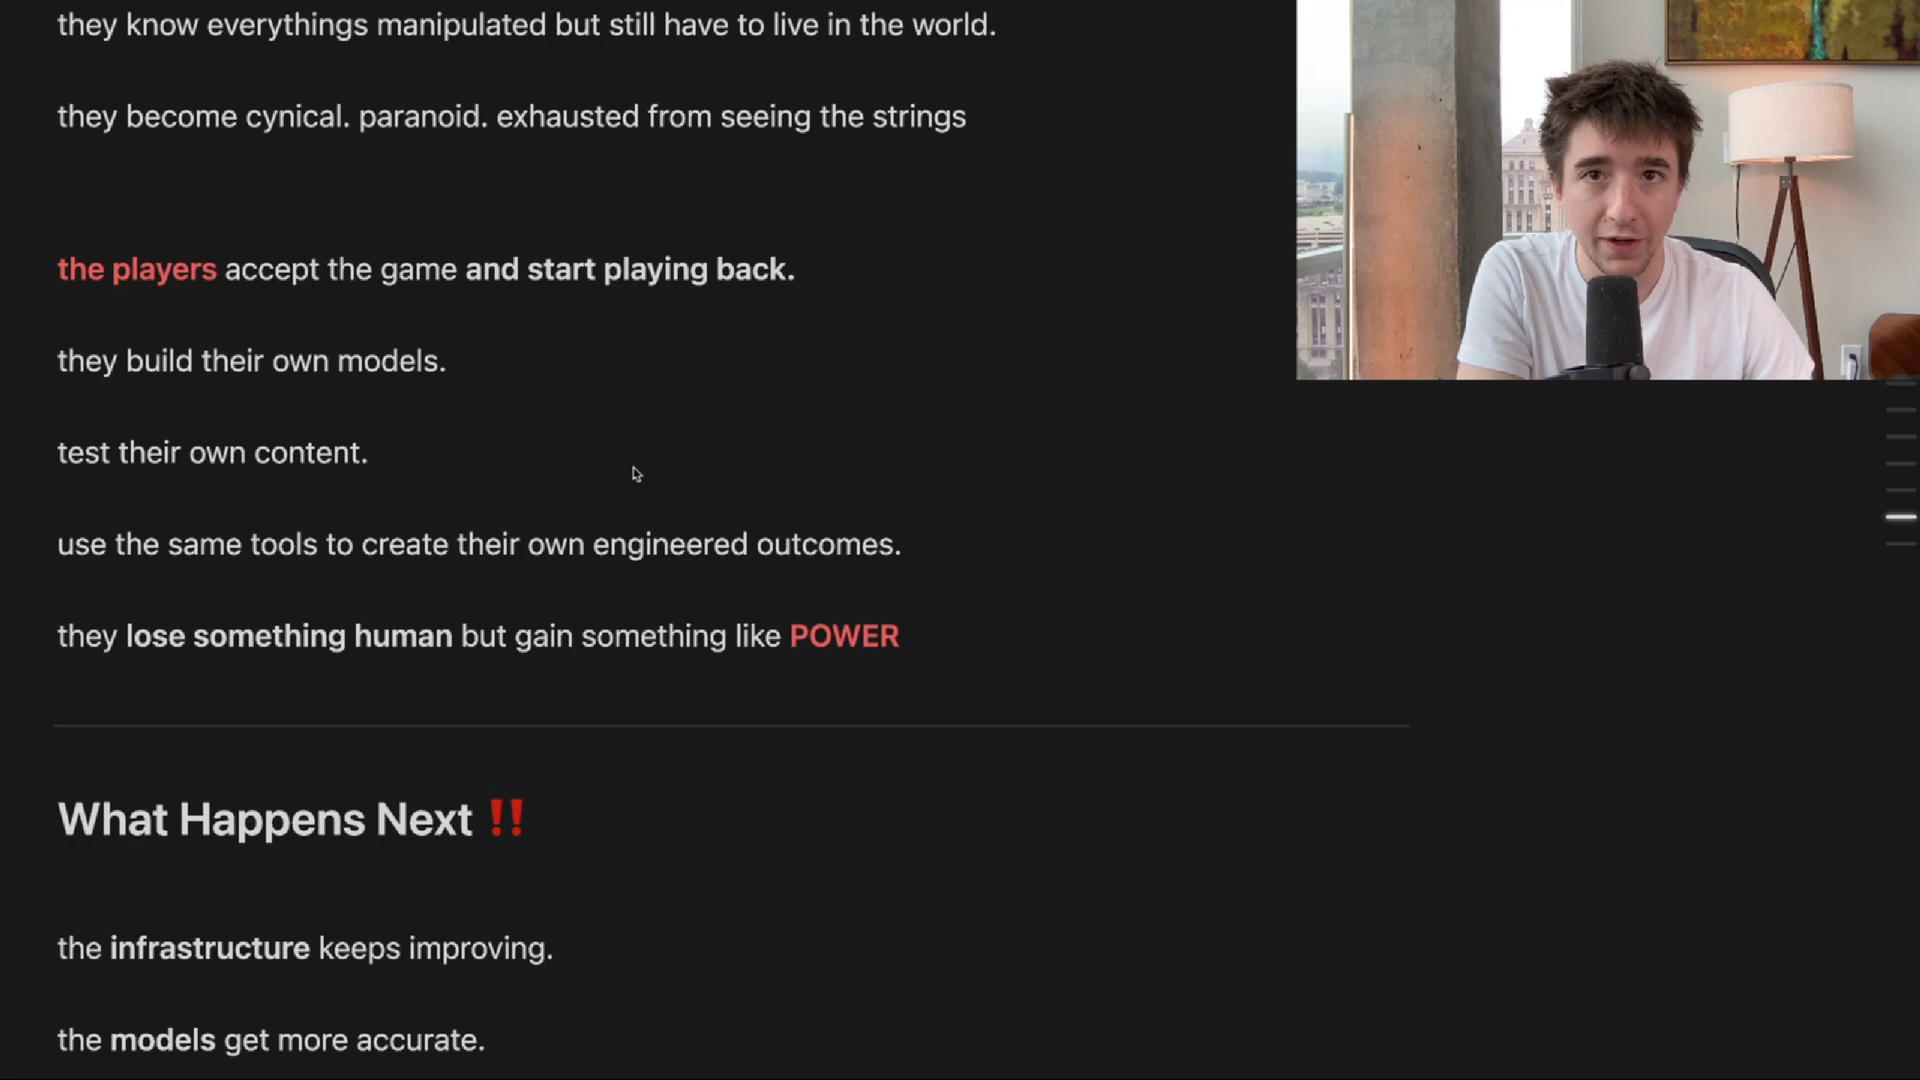 they know everythings manipulated but still have to live in the world.
they become cynical. paranoid. exhausted from seeing the strings
the players accept the game and start playing back.
they build their own models.
test their own content.
use the same tools to create their own engineered outcomes.
they lose something human but gain something like POWER
What Happens Next ‼️
the infrastructure keeps improving.
the models get more accurate.